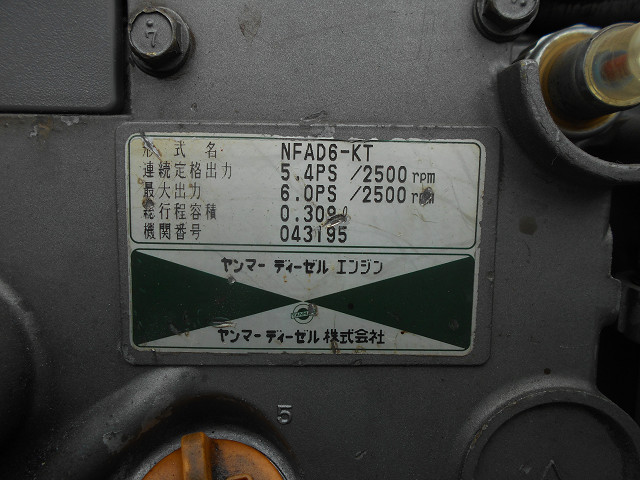 7
形式名 NFAD6-KT
連続定格出力 5.4PS /2500 rpm
最大出力 6.0PS /2500 rpm
総行程容積 0.309ℓ
機関番号 043195
ヤンマー ディーゼル エンジン
ヤンマー ディーゼル 株式会社
5